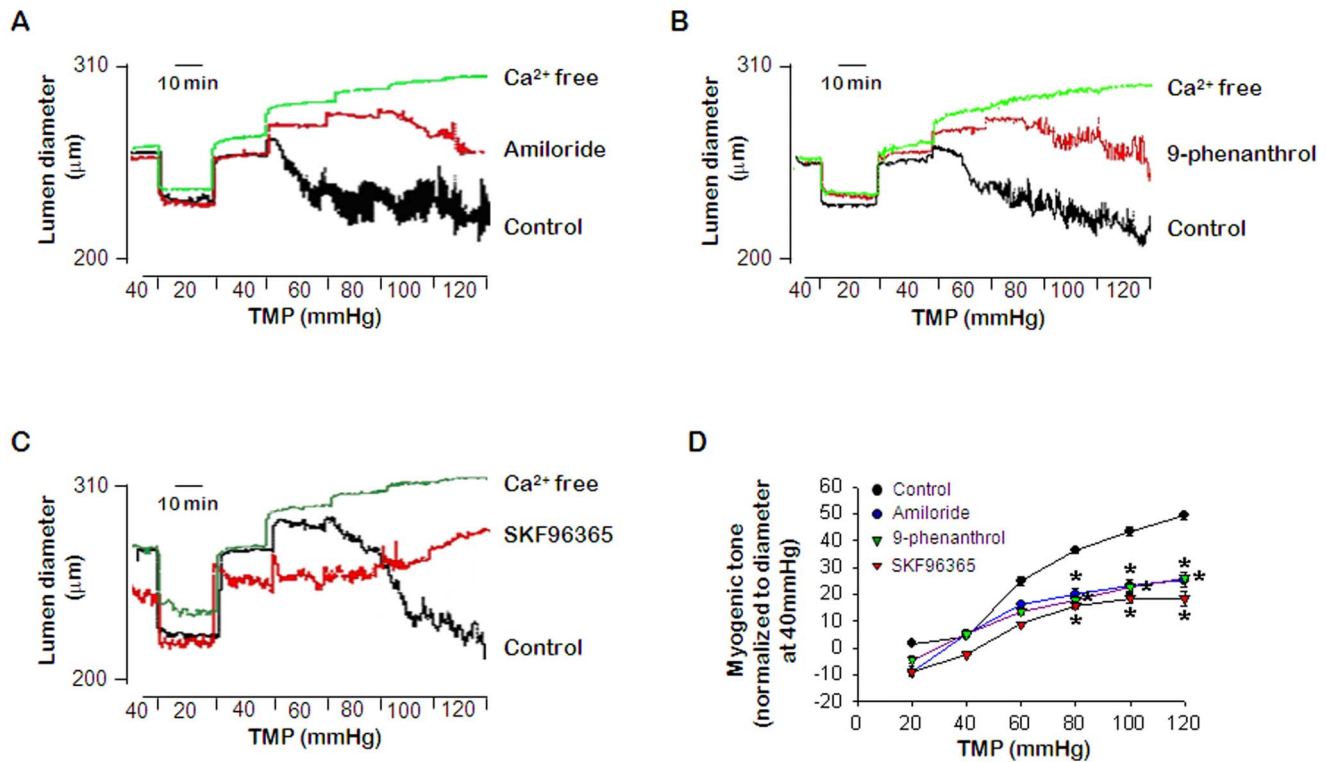 A
310
10 min
Ca²⁺ free
Amiloride
Control
200
Lumen diameter
(µm)
40 20 40 60 80 100 120
TMP (mmHg)
B
310
10 min
Ca²⁺ free
9-phenanthrol
Control
200
Lumen diameter
(µm)
40 20 40 60 80 100 120
TMP (mmHg)
C
310
10 min
Ca²⁺ free
SKF96365
Control
200
Lumen diameter
(µm)
40 20 40 60 80 100 120
TMP (mmHg)
D
Myogenic tone
(normalized to diameter
at 40mmHg)
60
50
40
30
20
10
0
-10
-20
Control
Amiloride
9-phenanthrol
SKF96365
* * *
* * *
* * *
0 20 40 60 80 100 120
TMP (mmHg)